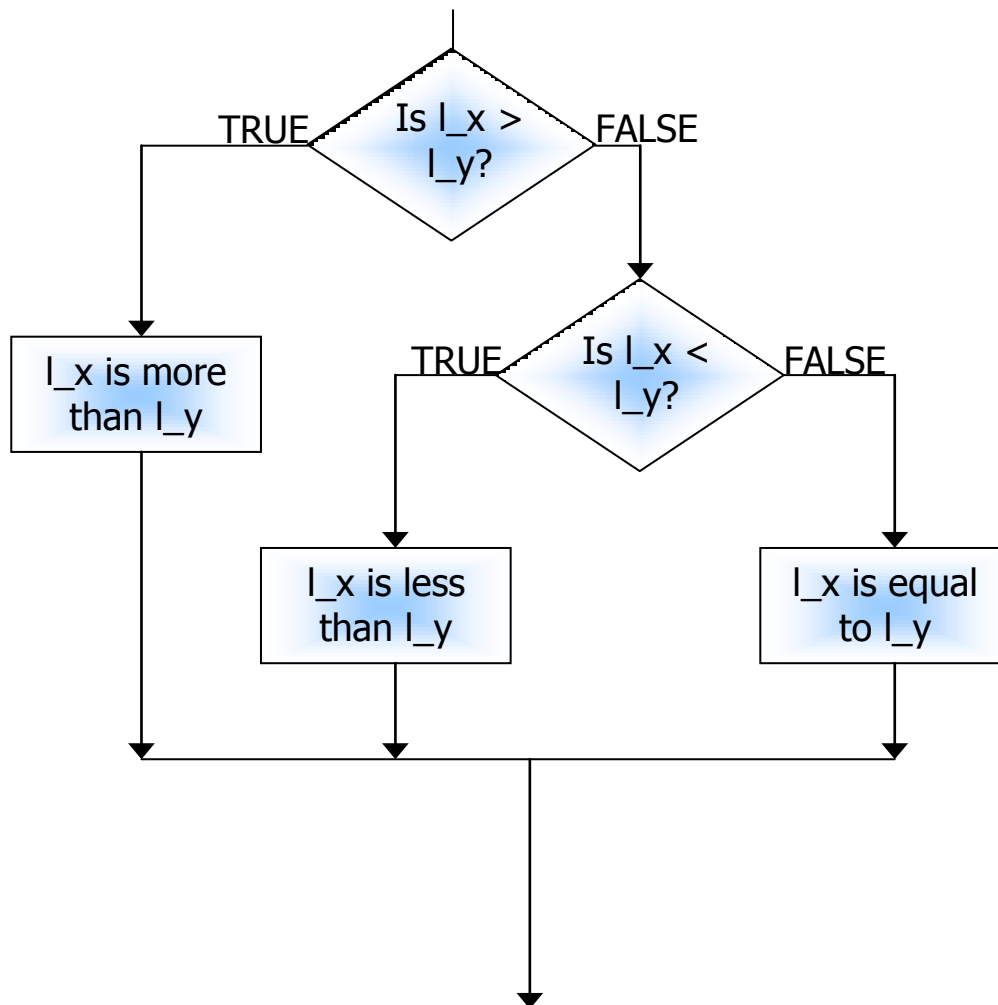 Is l_x >
l_y?
TRUE
FALSE
Is l_x <
l_y?
TRUE
FALSE
l_x is more
than l_y
l_x is less
than l_y
l_x is equal
to l_y